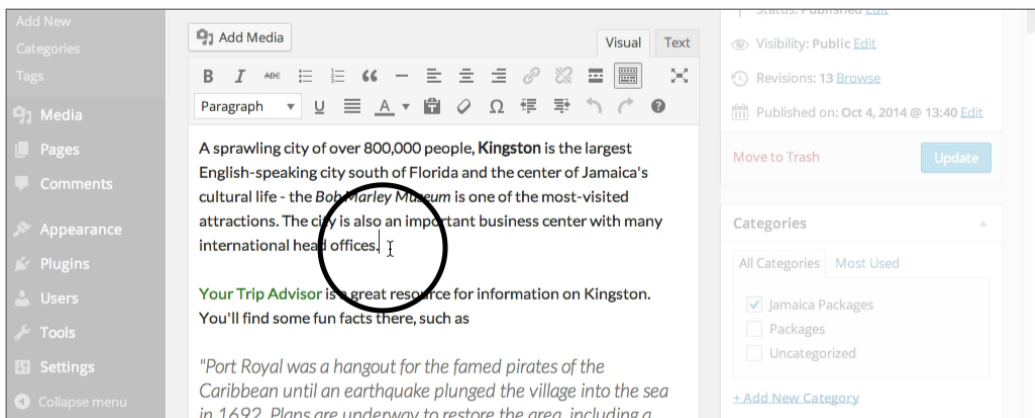 Add New
Categories
Tags
Media
Pages
Comments
Appearance
Plugins
Users
Tools
Settings
Collapse menu
Add Media
Visual Text
B I ABC
Paragraph U A Ω
A sprawling city of over 800,000 people, Kingston is the largest
English-speaking city south of Florida and the center of Jamaica's
cultural life - the Bob Marley Museum is one of the most-visited
attractions. The city is also an important business center with many
international head offices.
Your Trip Advisor is a great resource for information on Kingston.
You'll find some fun facts there, such as
"Port Royal was a hangout for the famed pirates of the
Caribbean until an earthquake plunged the village into the sea
in 1692. Plans are underway to restore the area, including a
Status: Published Edit
Visibility: Public Edit
Revisions: 13 Browse
Published on: Oct 4, 2014 @ 13:40 Edit
Move to Trash Update
Categories
All Categories Most Used
Jamaica Packages
Packages
Uncategorized
+ Add New Category